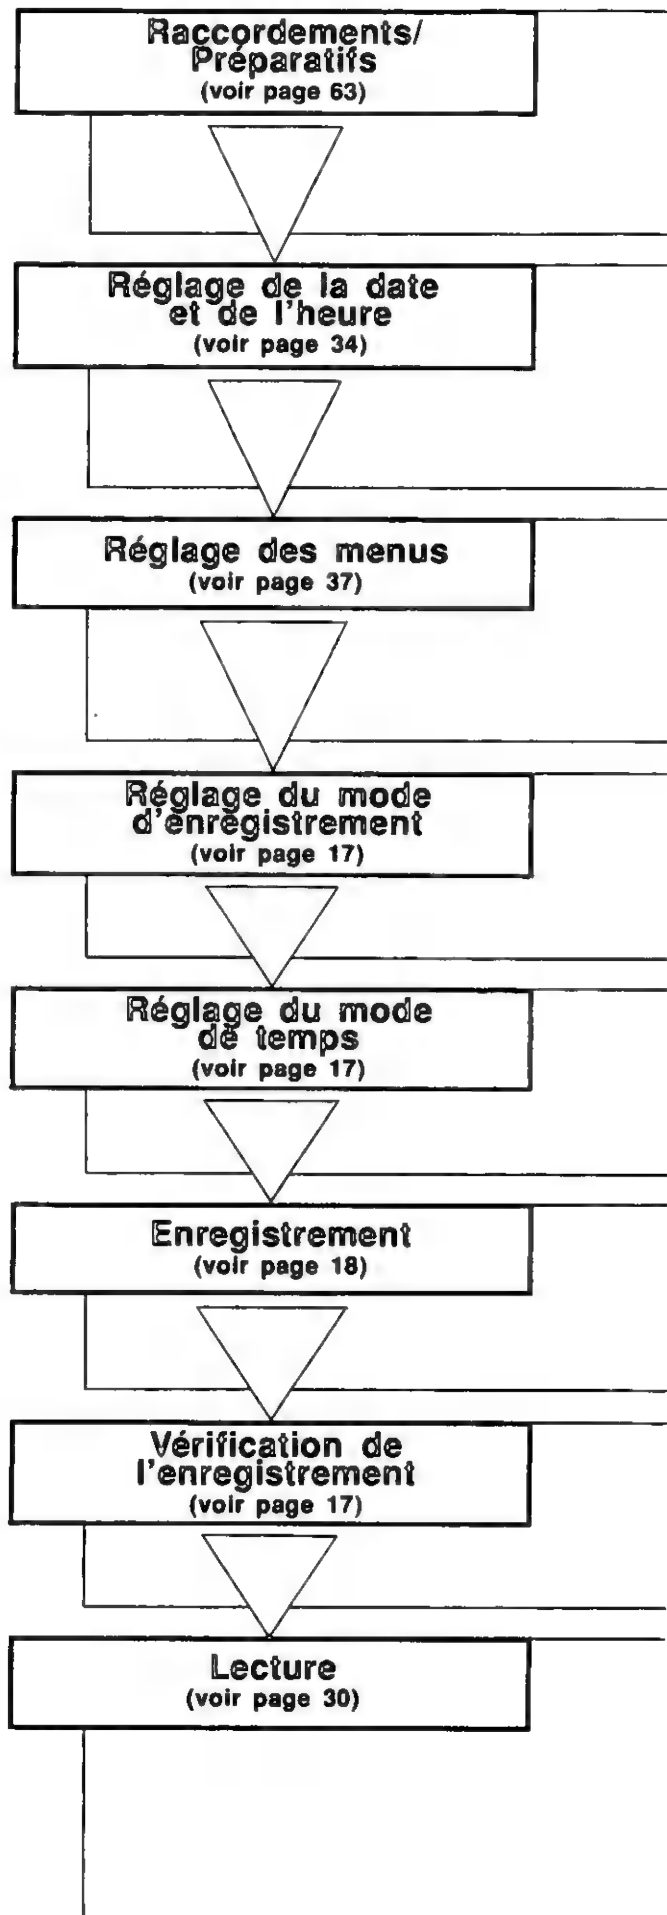 Raccordements/
Préparatifs
(voir page 63)
Réglage de la date
et de l'heure
(voir page 34)
Réglage des menus
(voir page 37)
Réglage du mode
d'enregistrement
(voir page 17)
Réglage du mode
de temps
(voir page 17)
Enregistrement
(voir page 18)
Vérification de
l'enregistrement
(voir page 17)
Lecture
(voir page 30)